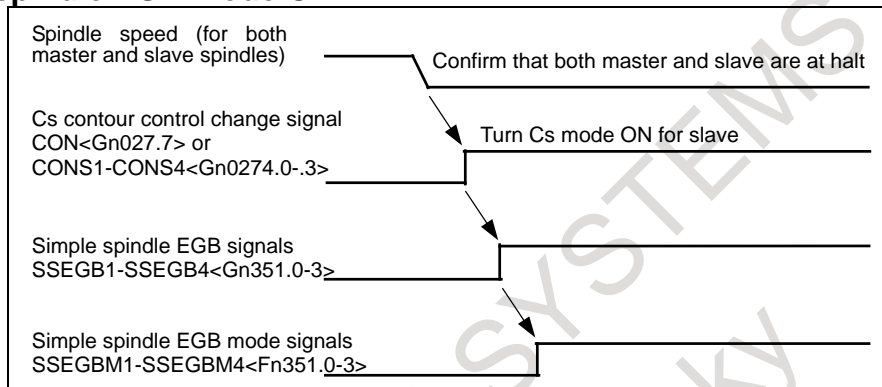 Spindle speed (for both
master and slave spindles)
Confirm that both master and slave are at halt
Cs contour control change signal
CON<Gn027.7> or
CONS1-CONS4<Gn0274.0-.3>
Turn Cs mode ON for slave
Simple spindle EGB signals
SSEGB1-SSEGB4<Gn351.0-3>
Simple spindle EGB mode signals
SSEGBM1-SSEGBM4<Fn351.0-3>
SYSTEMS